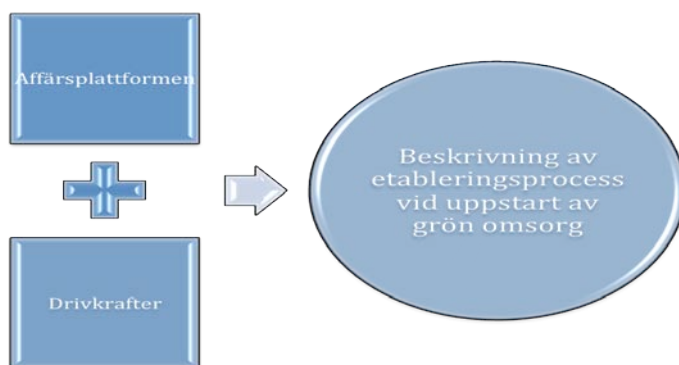 Affärsplattformen
Drivkrafter
Beskrivning av
etableringsprocess
vid uppstart av
grön omsorg